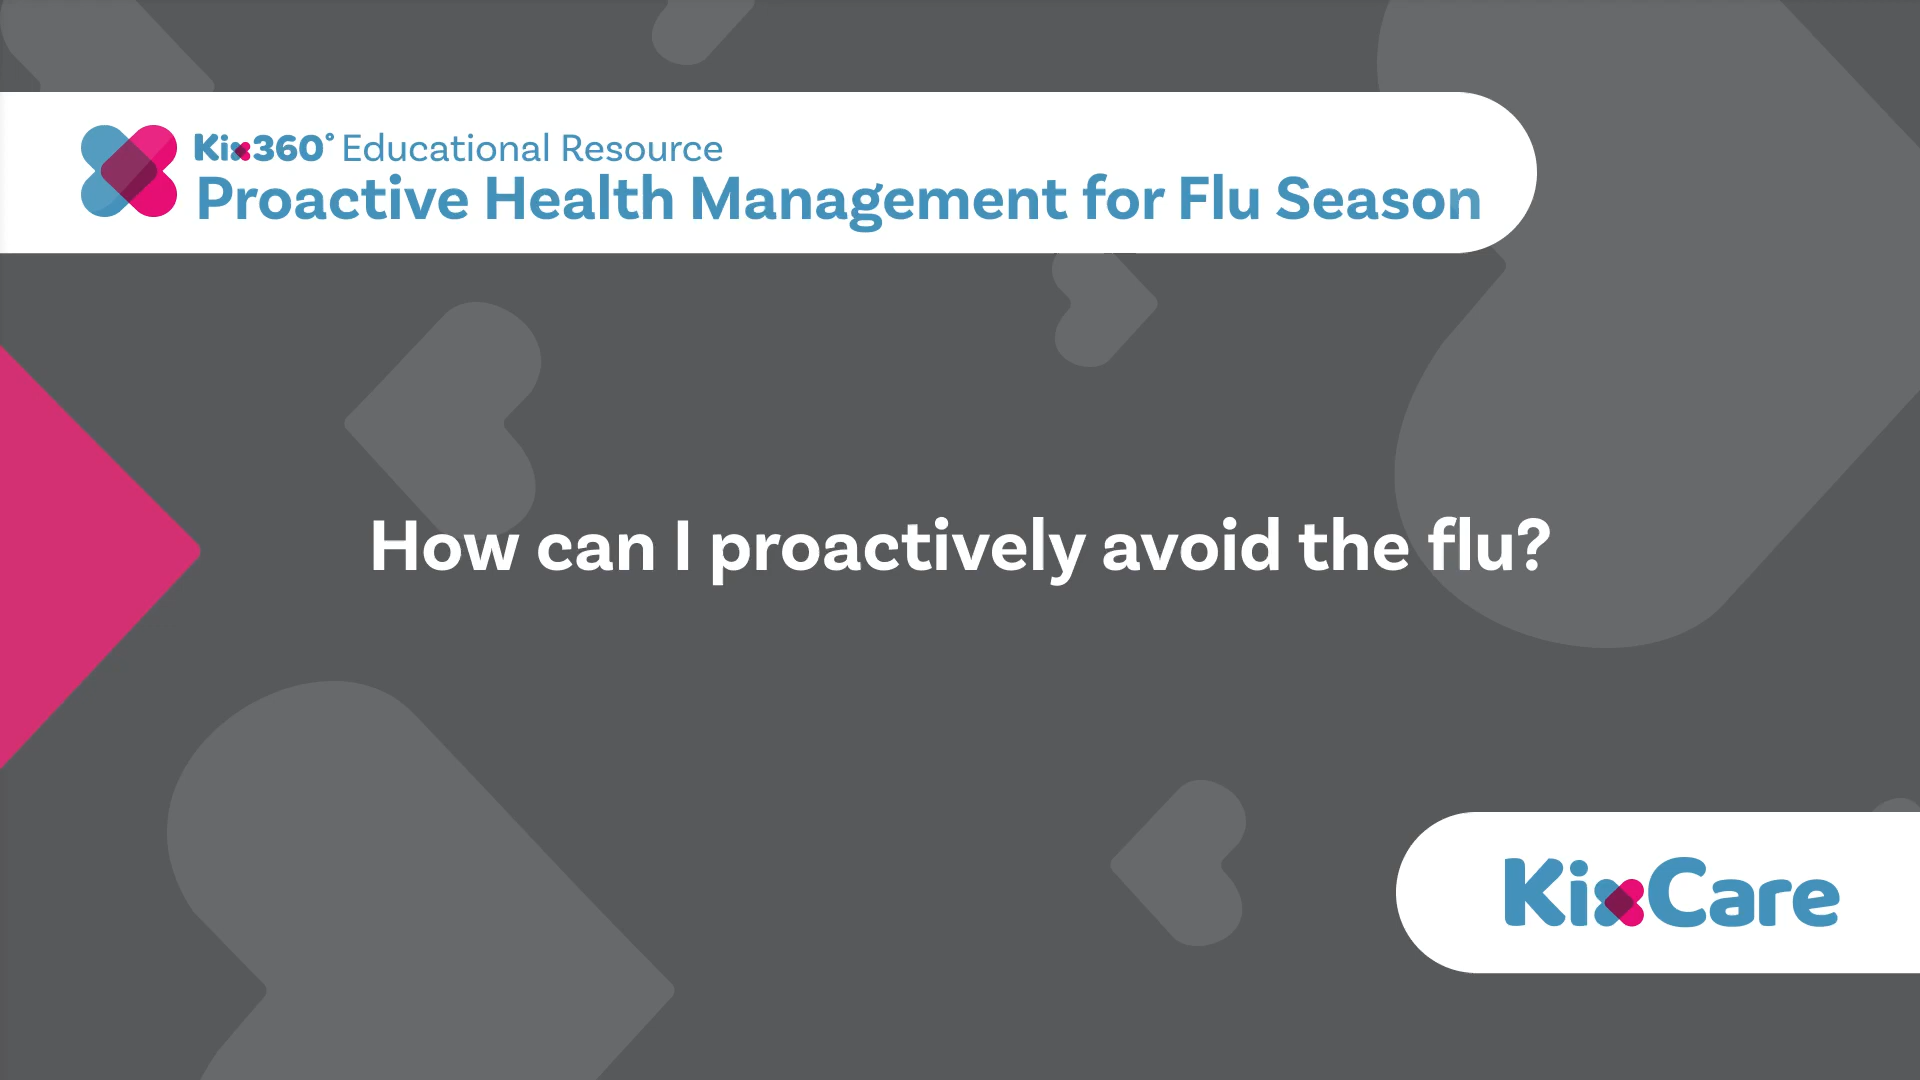 Kix360° Educational Resource
Proactive Health Management for Flu Season
How can I proactively avoid the flu?
KixCare